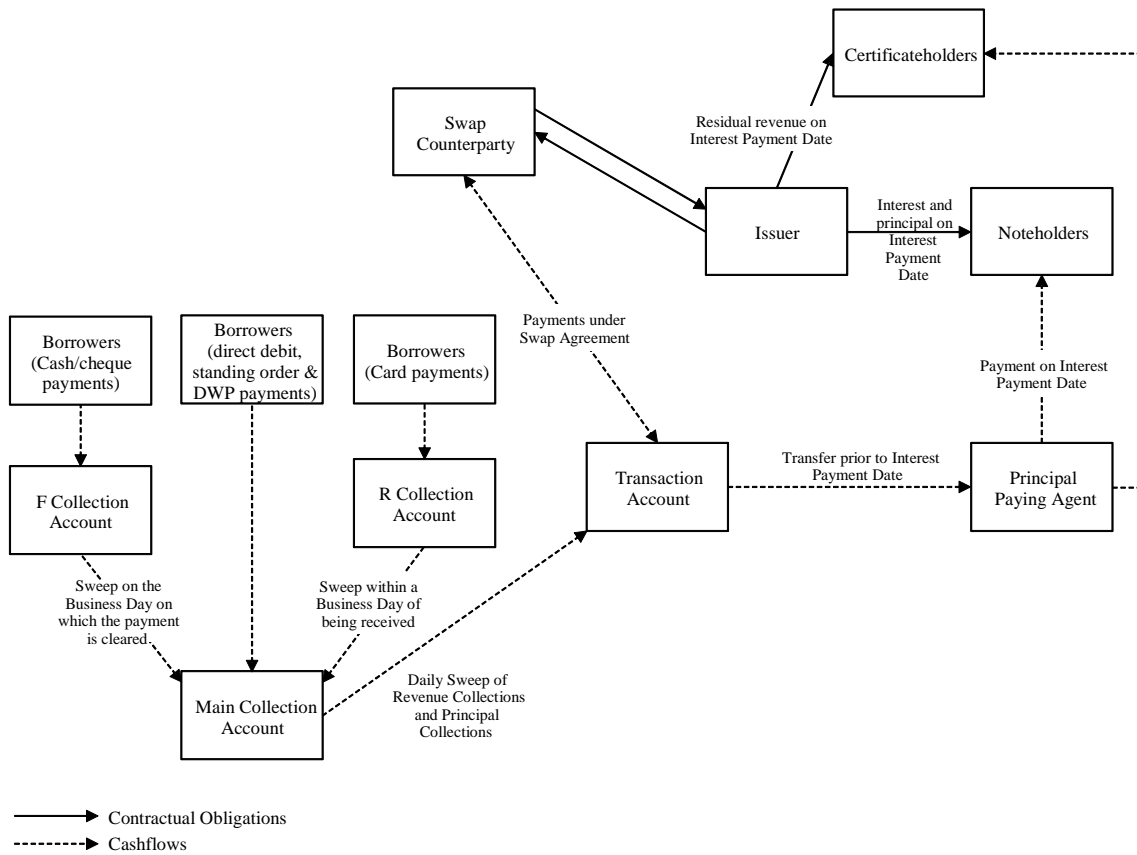 Certificateholders
Swap
Counterparty
Residual revenue on
Interest Payment Date
Issuer
Interest and
principal on
Interest
Payment
Date
Noteholders
Payments under
Swap Agreement
Borrowers
(Cash/cheque
payments)
Borrowers
(direct debit,
standing order &
DWP payments)
Borrowers
(Card payments)
Payment on Interest
Payment Date
F Collection
Account
R Collection
Account
Transaction
Account
Transfer prior to Interest
Payment Date
Principal
Paying Agent
Sweep on the
Business Day on
which the payment
is cleared
Sweep within a
Business Day of
being received
Main Collection
Account
Daily Sweep of
Revenue Collections
and Principal
Collections
Contractual Obligations
Cashflows